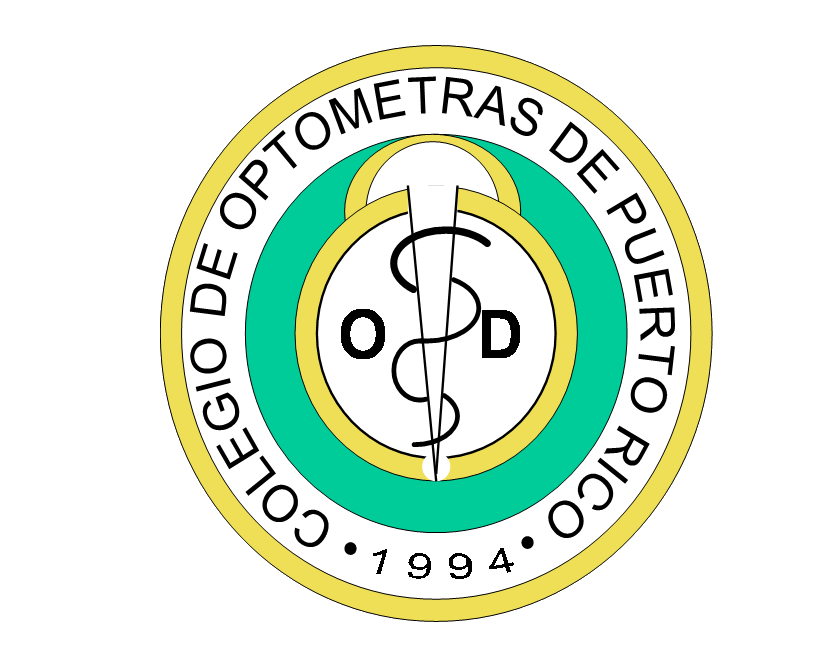 COLEGIO DE OPTOMETRAS DE PUERTO RICO
O D
• 1994 •